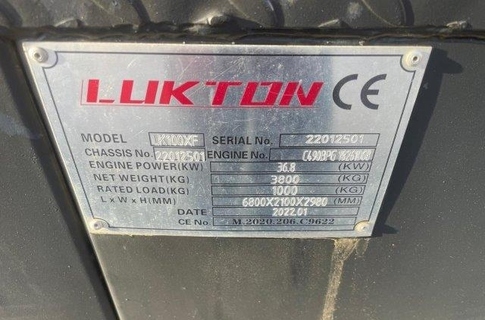 LUKTON CE
MODEL LK100XF SERIAL No. 22012501
CHASSIS No. 22012501 ENGINE No.
ENGINE POWER(KW) 36.8 (KW)
NET WEIGHT(KG) 3800 (KG)
RATED LOAD(KG) 1000 (KG)
L x W x H(MM) 6800X2100X2980 (MM)
DATE 2022.01
CE No. M.2020.206.C9622